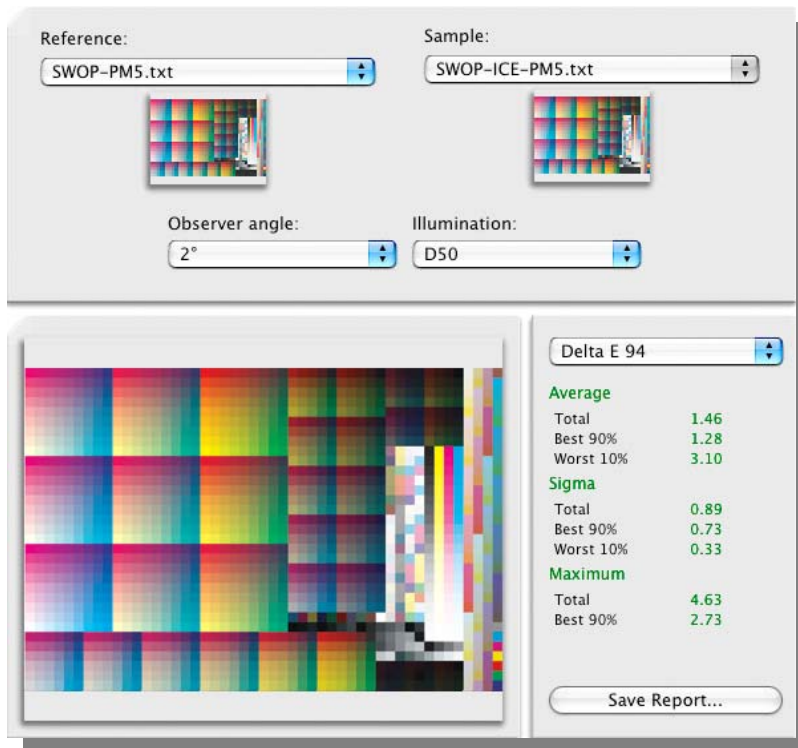 Reference:
Sample:
SWOP-PM5.txt
SWOP-ICE-PM5.txt
Observer angle:
Illumination:
2°
D50
Delta E 94
Average
Total 1.46
Best 90% 1.28
Worst 10% 3.10
Sigma
Total 0.89
Best 90% 0.73
Worst 10% 0.33
Maximum
Total 4.63
Best 90% 2.73
Save Report...